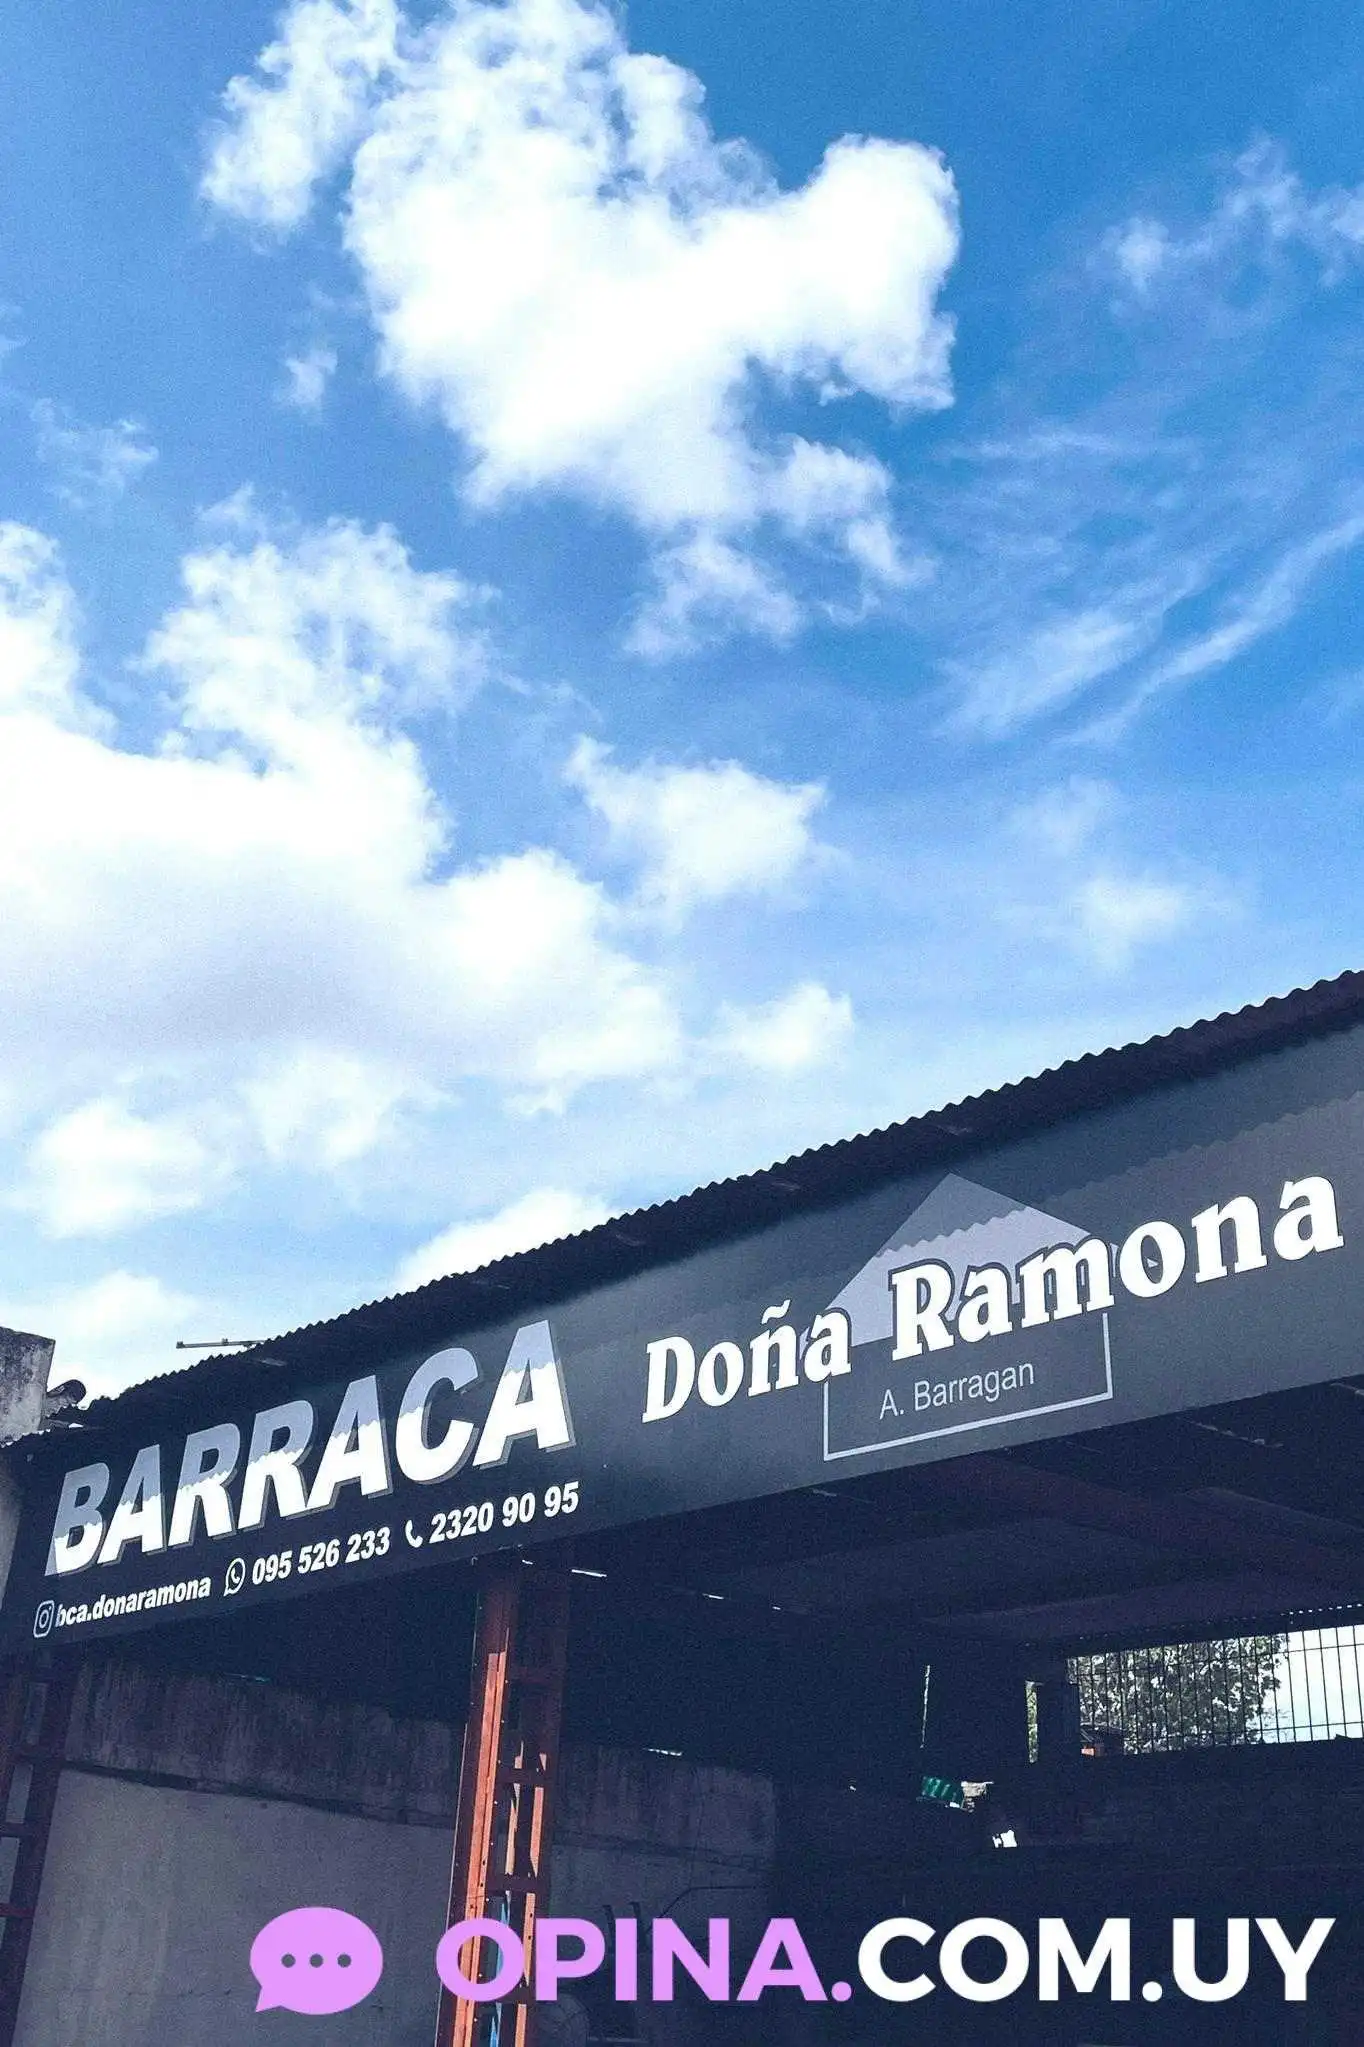 BARRACA
Doña Ramona
A. Barragan
bca.donaramona 095 526 233 2320 90 95
OPINA.COM.UY